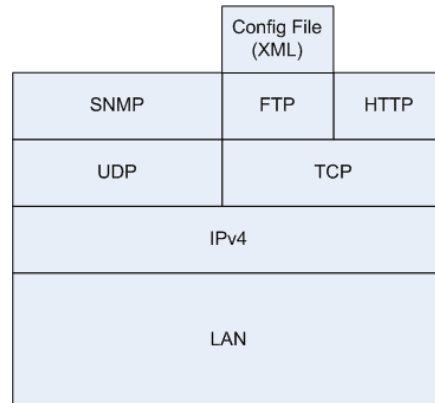 Config File
(XML)
SNMP
FTP
HTTP
UDP
TCP
IPv4
LAN